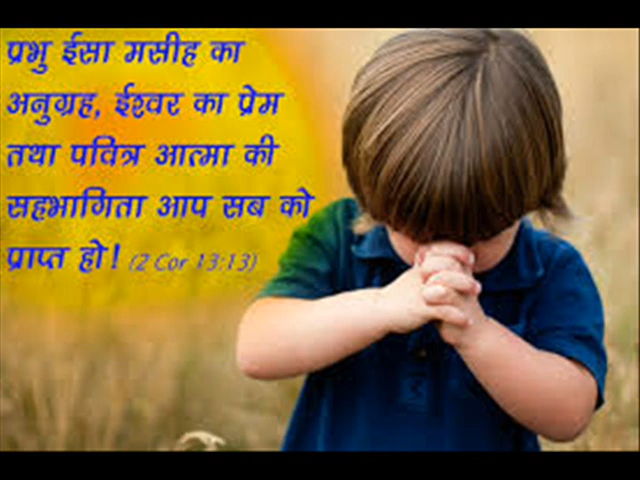 प्रभु ईसा मसीह का
अनुग्रह, ईश्वर का प्रेम
तथा पवित्र आत्मा की
सहभागिता आप सब को
प्राप्त हो! (2 Cor 13:13)